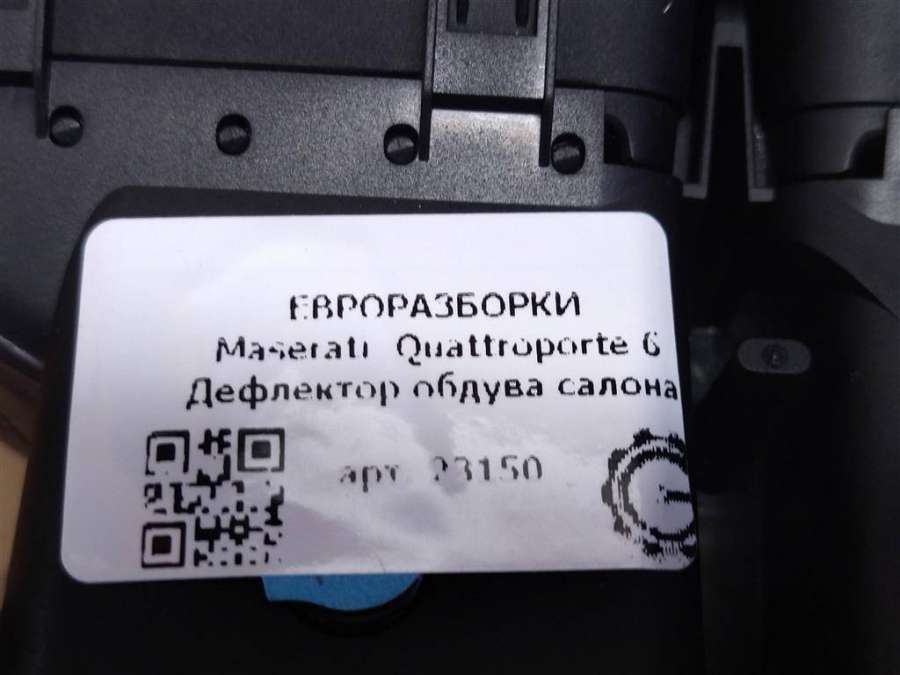 ЕВРОРАЗБОРКИ
Maserati Quattroporte 6
Дефлектор обдува салона
арт. 23150